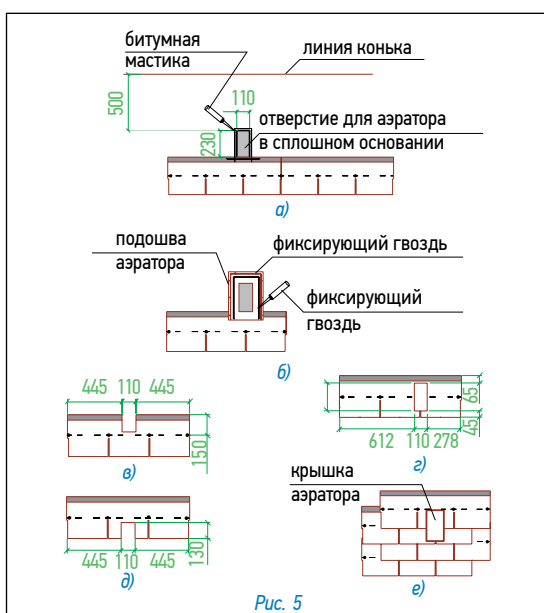 битумная
мастика
линия конька
500
110
230
отверстие для аэратора
в сплошном основании
а)
подошва
аэратора
фиксирующий гвоздь
фиксирующий
гвоздь
б)
445 110 445
150
в)
65
45
612 110 278
г)
130
445 110 445
д)
крышка
аэратора
е)
Рис. 5